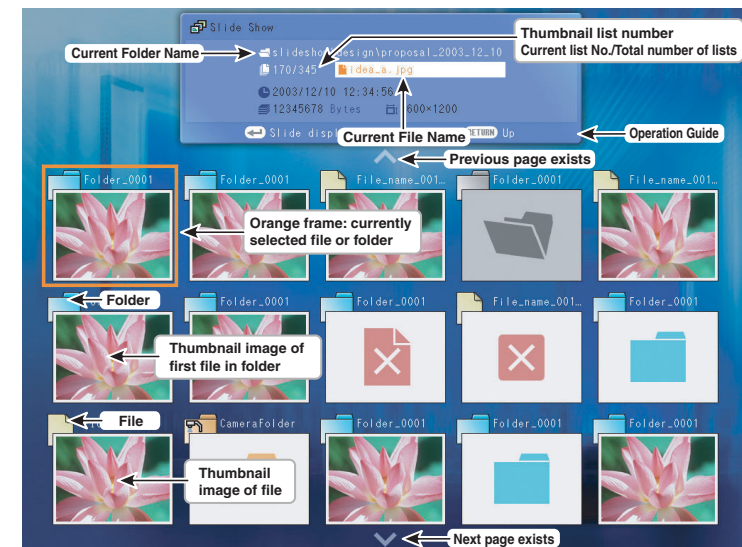 Slide Show
Thumbnail list number
Current list No./Total number of lists
Current Folder Name
slidesho design\proposal_2003_12_10
170/345
idea_a.jpg
2003/12/10 12:34:56
12345678 Bytes
600×1200
Slide disp
Current File Name
RETURN Up
Operation Guide
Previous page exists
Folder_0001
Folder_0001
File_name_001...
Folder_0001
File_name_001...
Orange frame: currently
selected file or folder
Folder
Folder_0001
Folder_0001
File_name_001...
Folder_0001
Thumbnail image of
first file in folder
File
CameraFolder
Folder_0001
Folder_0001
Folder_0001
Thumbnail
image of file
Next page exists